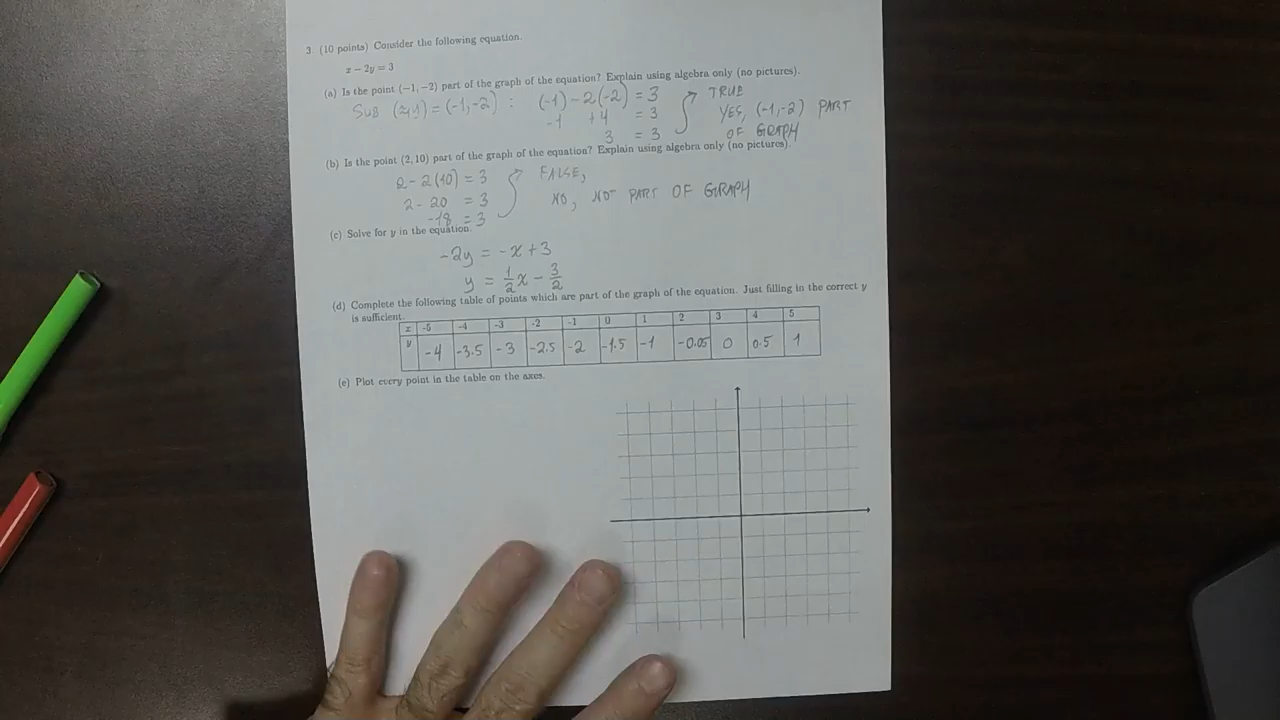 3 (10 points) Consider the following equation.
x − 2y = 3
(a) Is the point (−1, −2) part of the graph of the equation? Explain using algebra only (no pictures).
SUB (x,y) = (-1,-2) : (-1) - 2(-2) = 3 TRUE
-1 +4 = 3 YES, (-1,-2) PART
3 = 3 OF GRAPH
(b) Is the point (2, 10) part of the graph of the equation? Explain using algebra only (no pictures).
2 - 2(10) = 3 FALSE,
2 - 20 = 3 NO, NOT PART OF GRAPH
-18 = 3
(c) Solve for y in the equation.
-2y = -x + 3
y = 1/2 x - 3/2
(d) Complete the following table of points which are part of the graph of the equation. Just filling in the correct y
is sufficient.
x -5 -4 -3 -2 -1 0 1 2 3 4 5
y -4 -3.5 -3 -2.5 -2 -1.5 -1 -0.05 0 0.5 1
(e) Plot every point in the table on the axes.